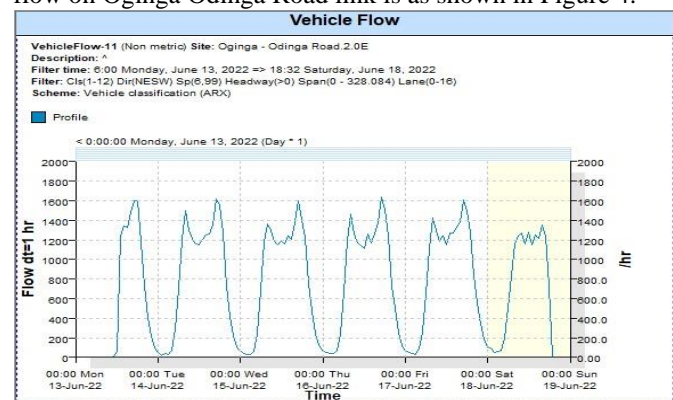 flow on Oginga Odinga Road link is as shown in Figure 4.
Vehicle Flow
VehicleFlow-11 (Non metric) Site: Oginga - Odinga Road.2.0E
Description: ^
Filter time: 6:00 Monday, June 13, 2022 => 18:32 Saturday, June 18, 2022
Filter: Cls(1-12) Dir(NESW) Sp(6,99) Headway(>0) Span(0 - 328.084) Lane(0-16)
Scheme: Vehicle classification (ARX)
Profile
< 0:00:00 Monday, June 13, 2022 (Day * 1)
2000 2000
1800 1800
1600 1600
1400 1400
1200 1200
1000 1000
800 800.0
600 600.0
400 400.0
200 200.0
0 0.00
Flow dt=1 hr
/hr
00:00 Mon 00:00 Tue 00:00 Wed 00:00 Thu 00:00 Fri 00:00 Sat 00:00 Sun
13-Jun-22 14-Jun-22 15-Jun-22 16-Jun-22 17-Jun-22 18-Jun-22 19-Jun-22
Time